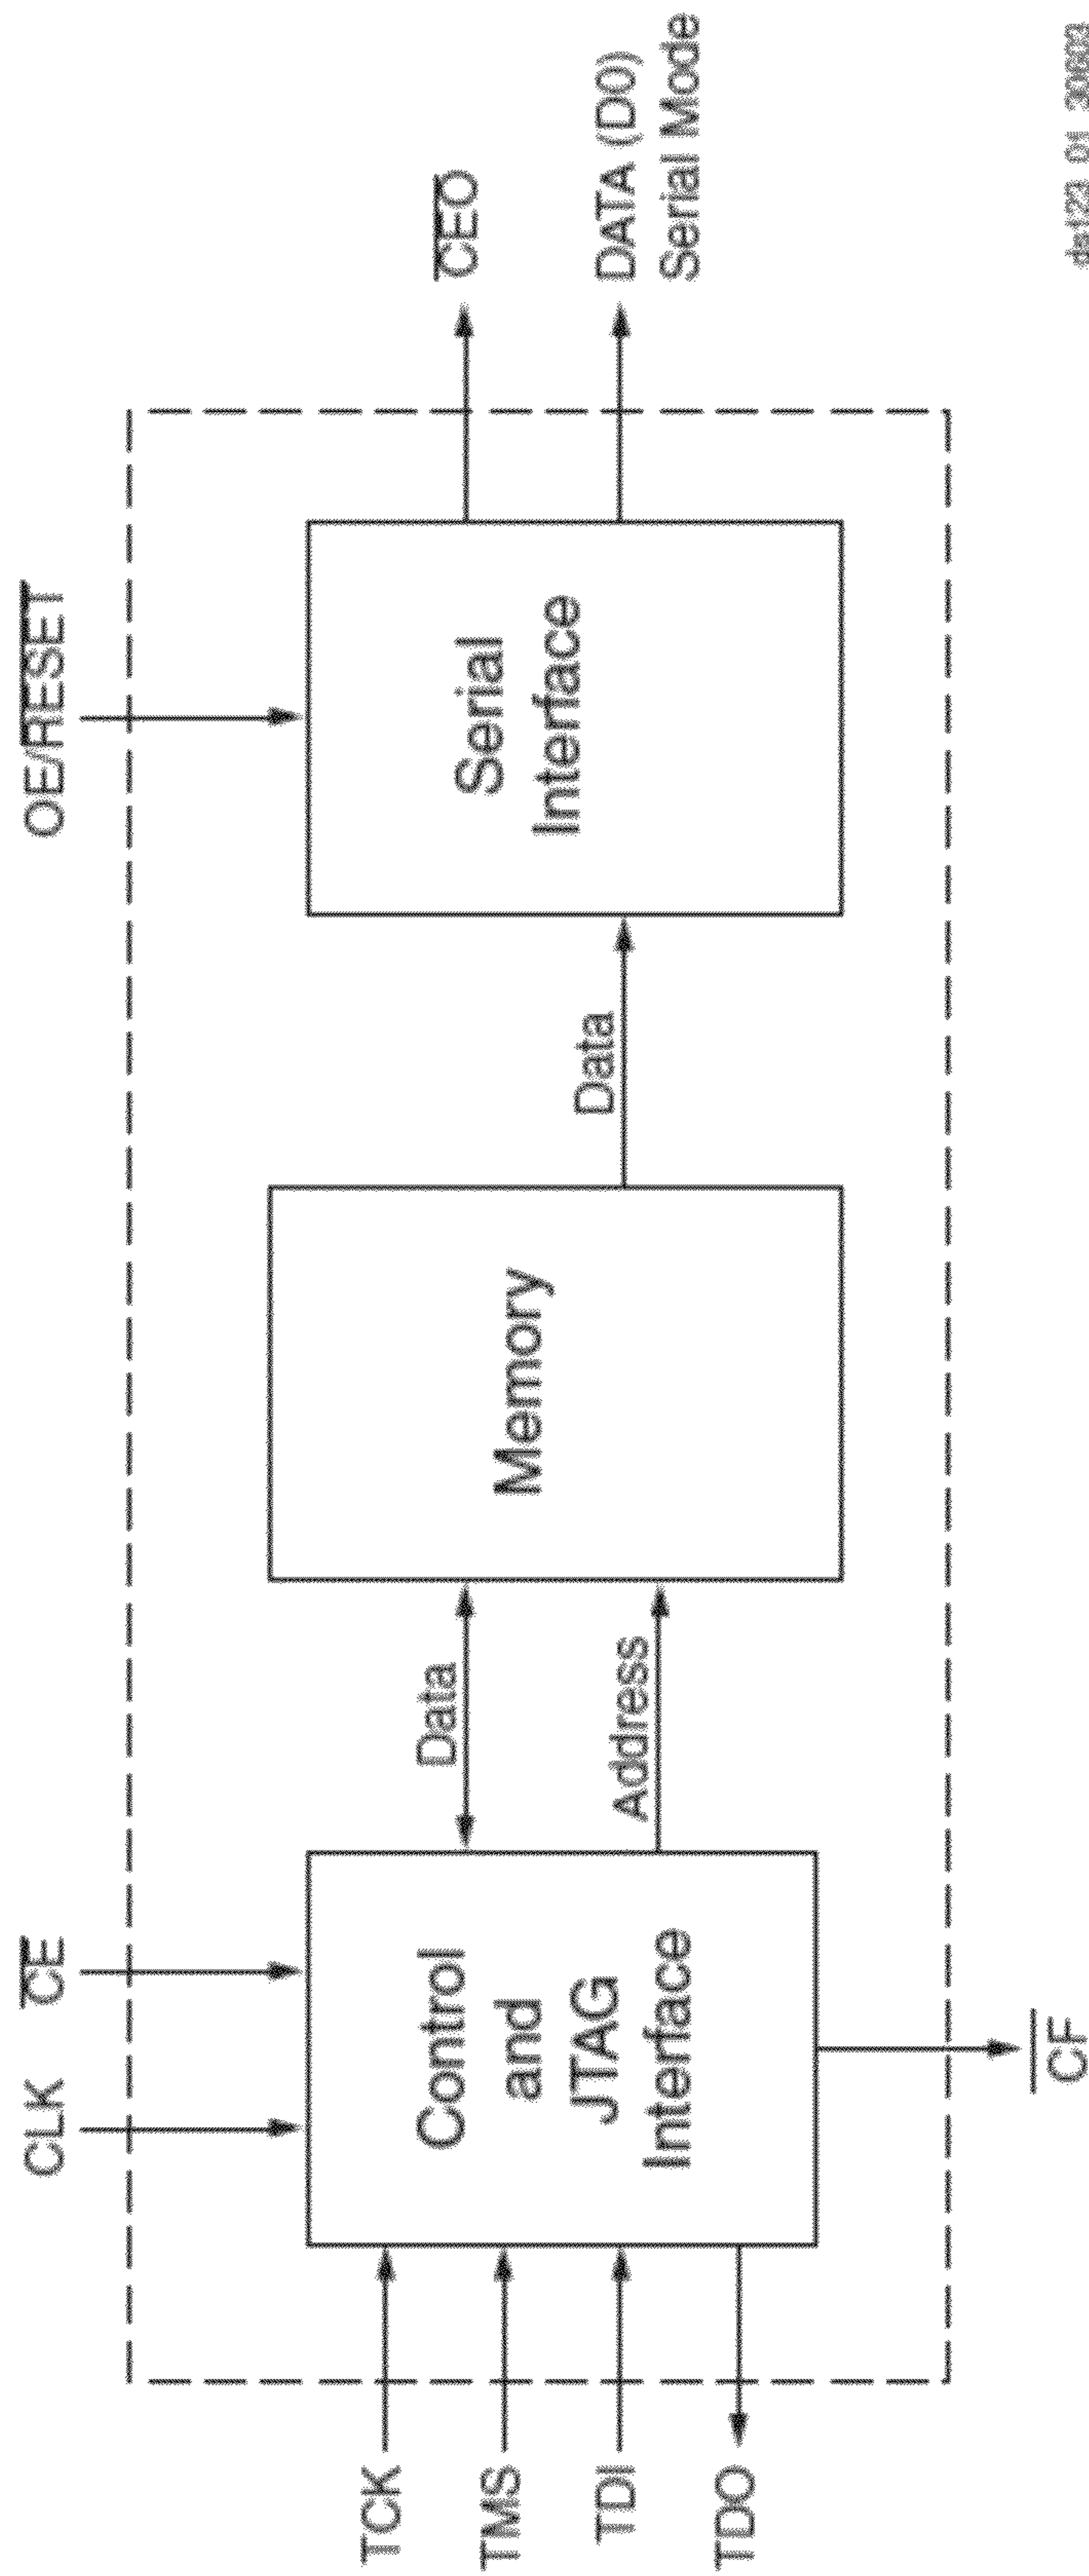 CLK
CE
OE/RESET
TCK
TMS
TDI
TDO
Control
and
JTAG
Interface
Data
Address
Memory
Data
Serial
Interface
CEO
DATA (D0)
Serial Mode
CF
ds123_01_30603